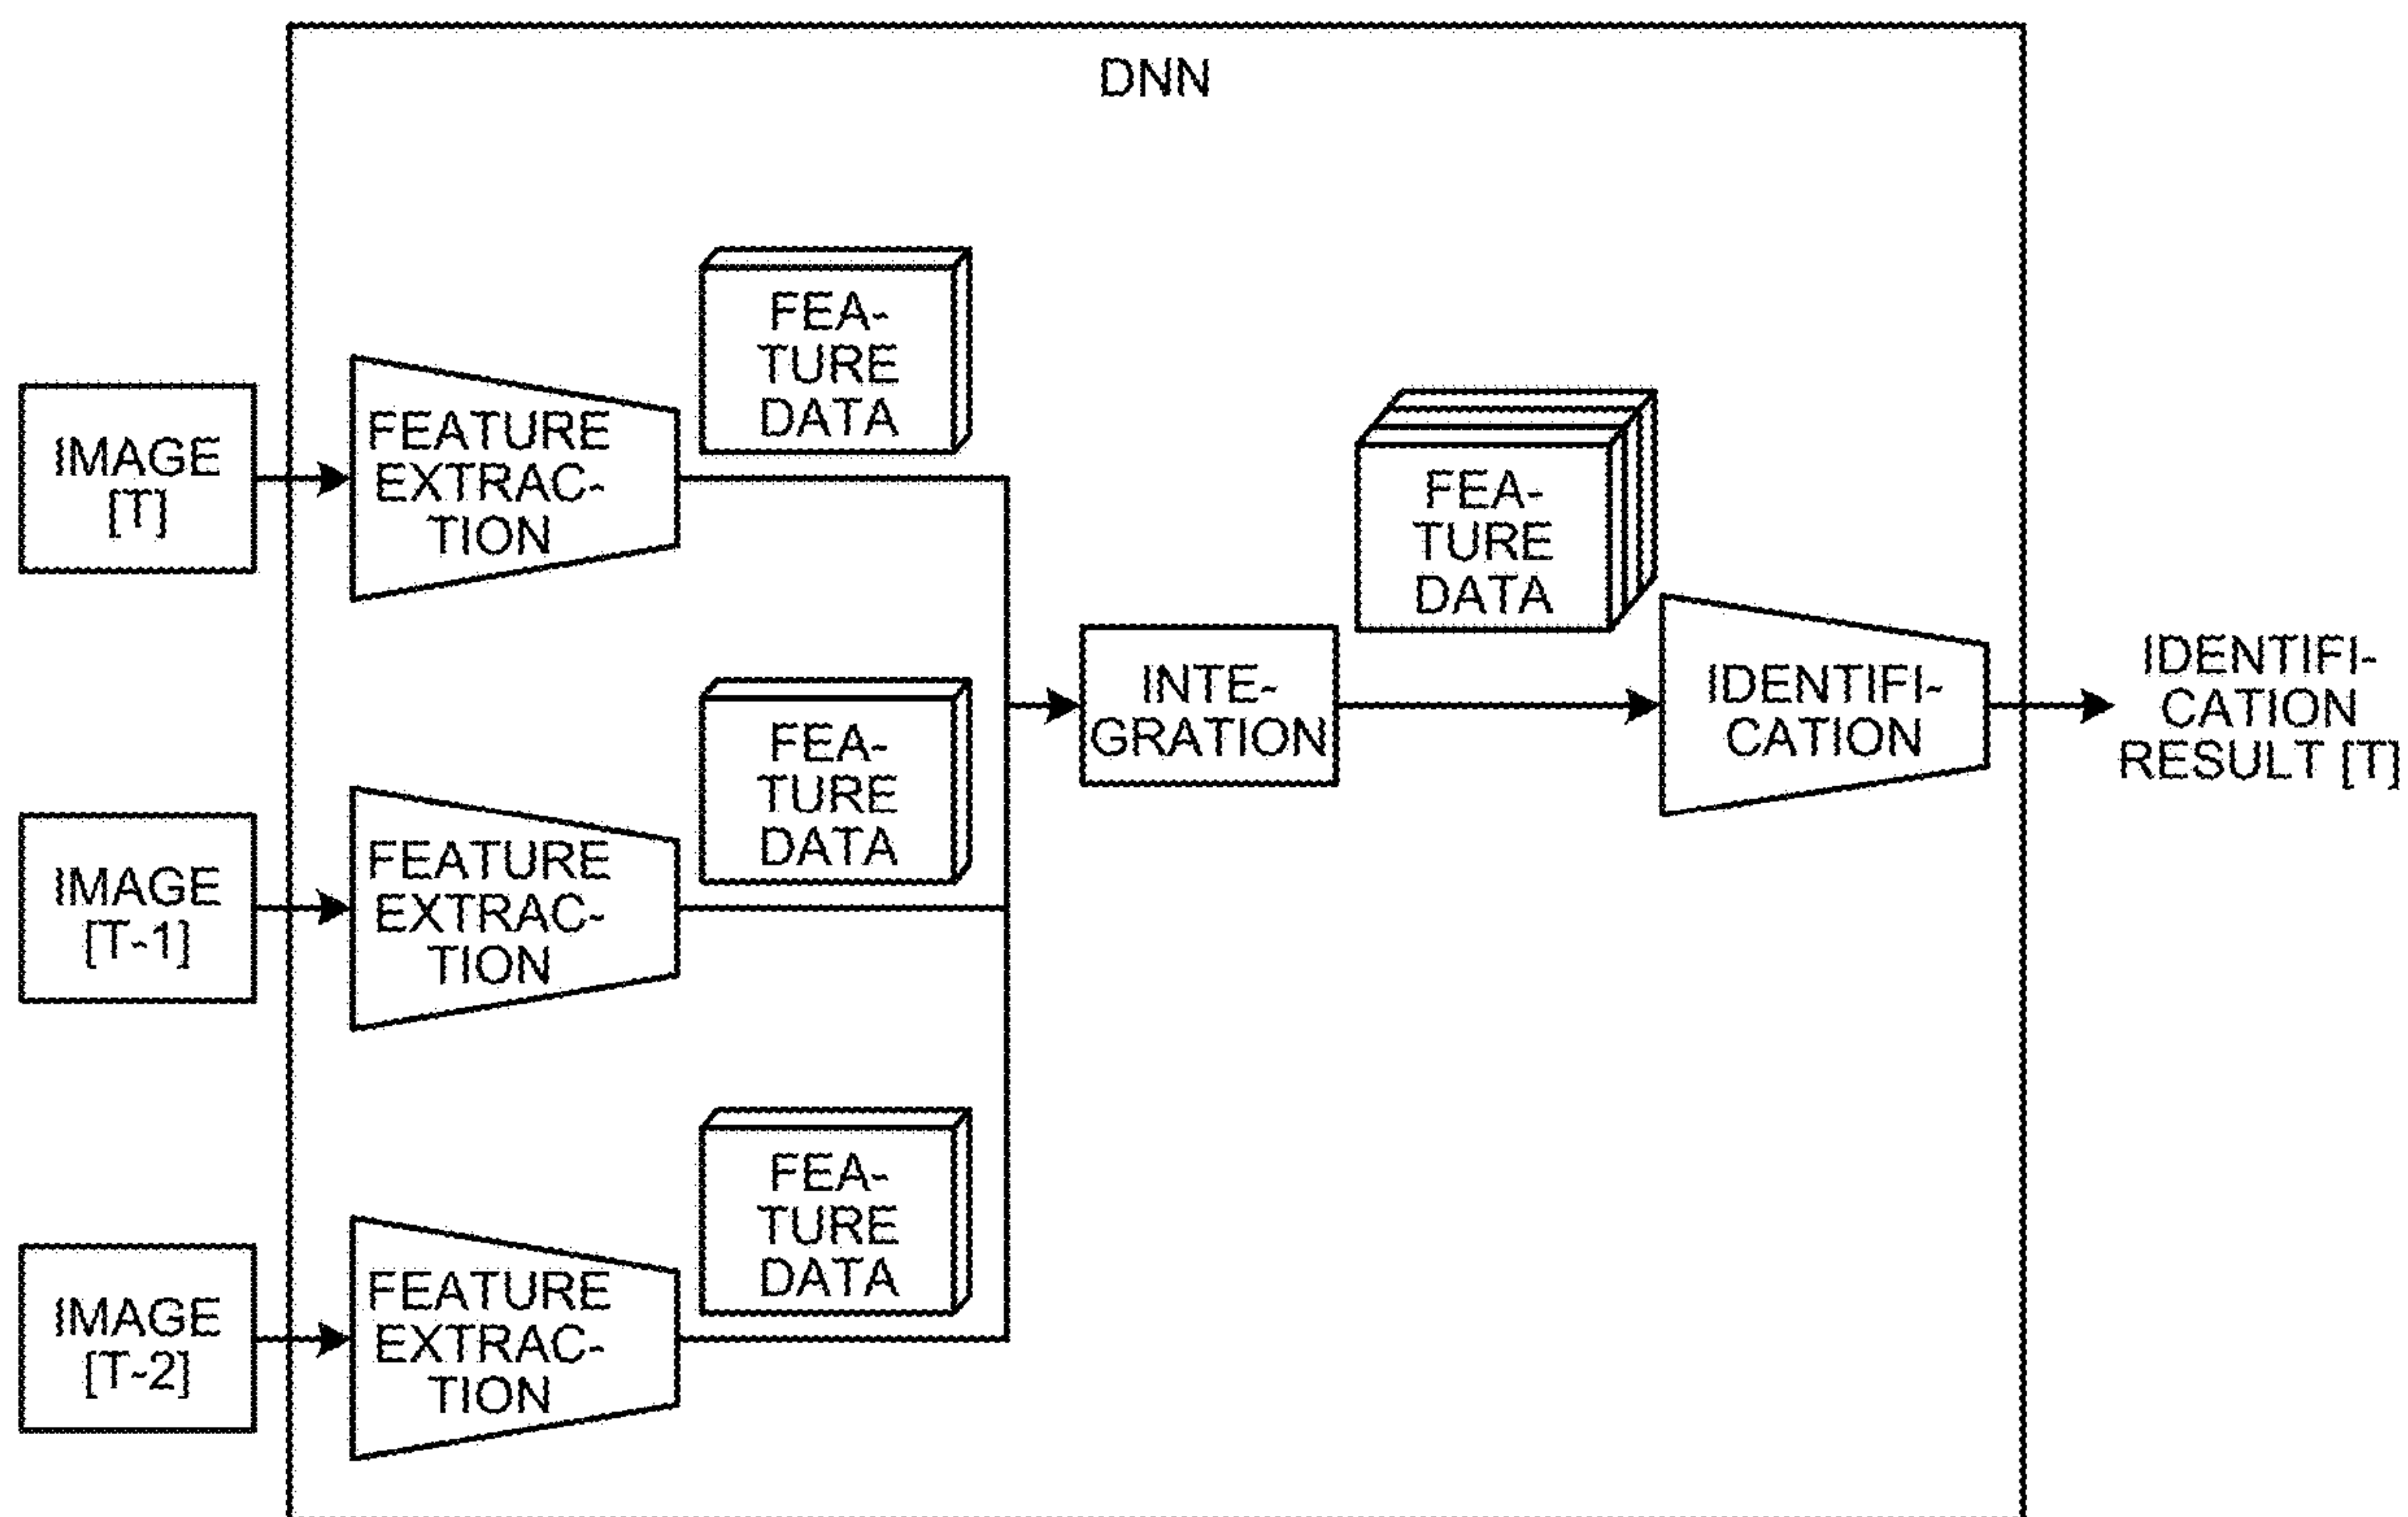 DNN
IMAGE
[T]
FEATURE
EXTRAC-
TION
FEA-
TURE
DATA
IMAGE
[T-1]
FEATURE
EXTRAC-
TION
FEA-
TURE
DATA
IMAGE
[T-2]
FEATURE
EXTRAC-
TION
FEA-
TURE
DATA
INTE-
GRATION
FEA-
TURE
DATA
IDENTIFI-
CATION
IDENTIFI-
CATION
RESULT [T]